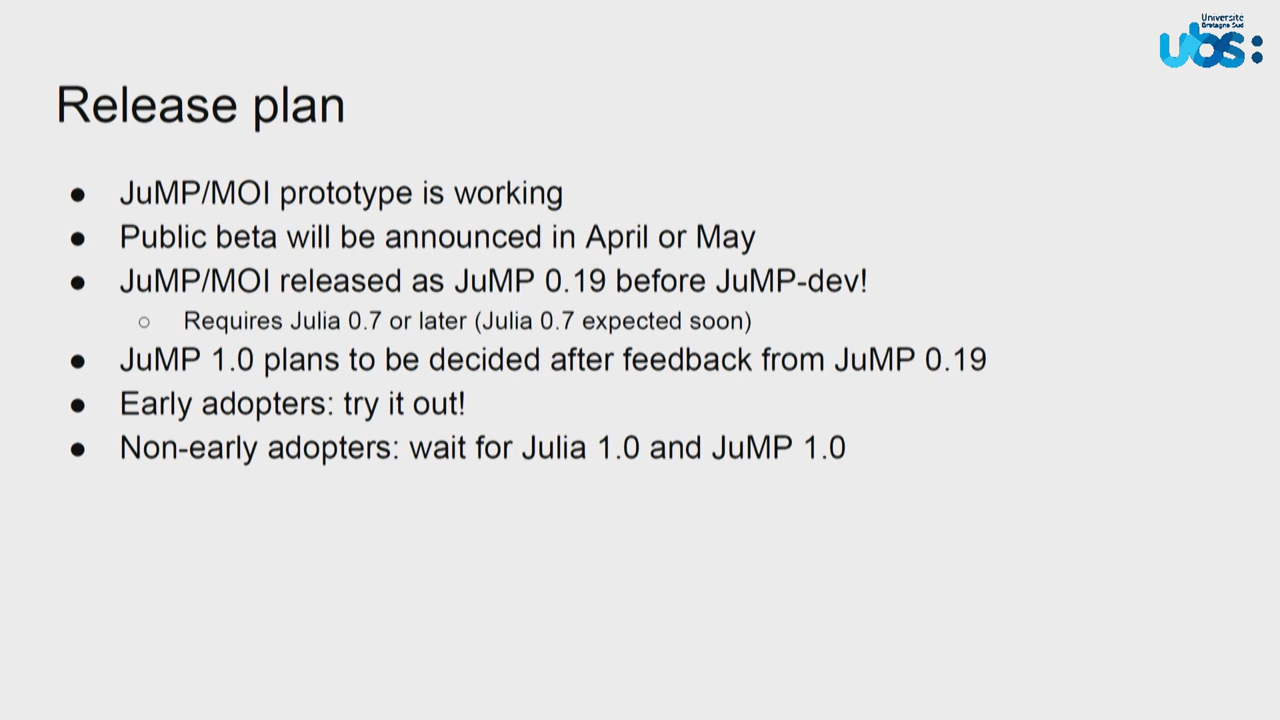 Université
Bretagne Sud
ubs:
Release plan
● JuMP/MOI prototype is working
● Public beta will be announced in April or May
● JuMP/MOI released as JuMP 0.19 before JuMP-dev!
○ Requires Julia 0.7 or later (Julia 0.7 expected soon)
● JuMP 1.0 plans to be decided after feedback from JuMP 0.19
● Early adopters: try it out!
● Non-early adopters: wait for Julia 1.0 and JuMP 1.0